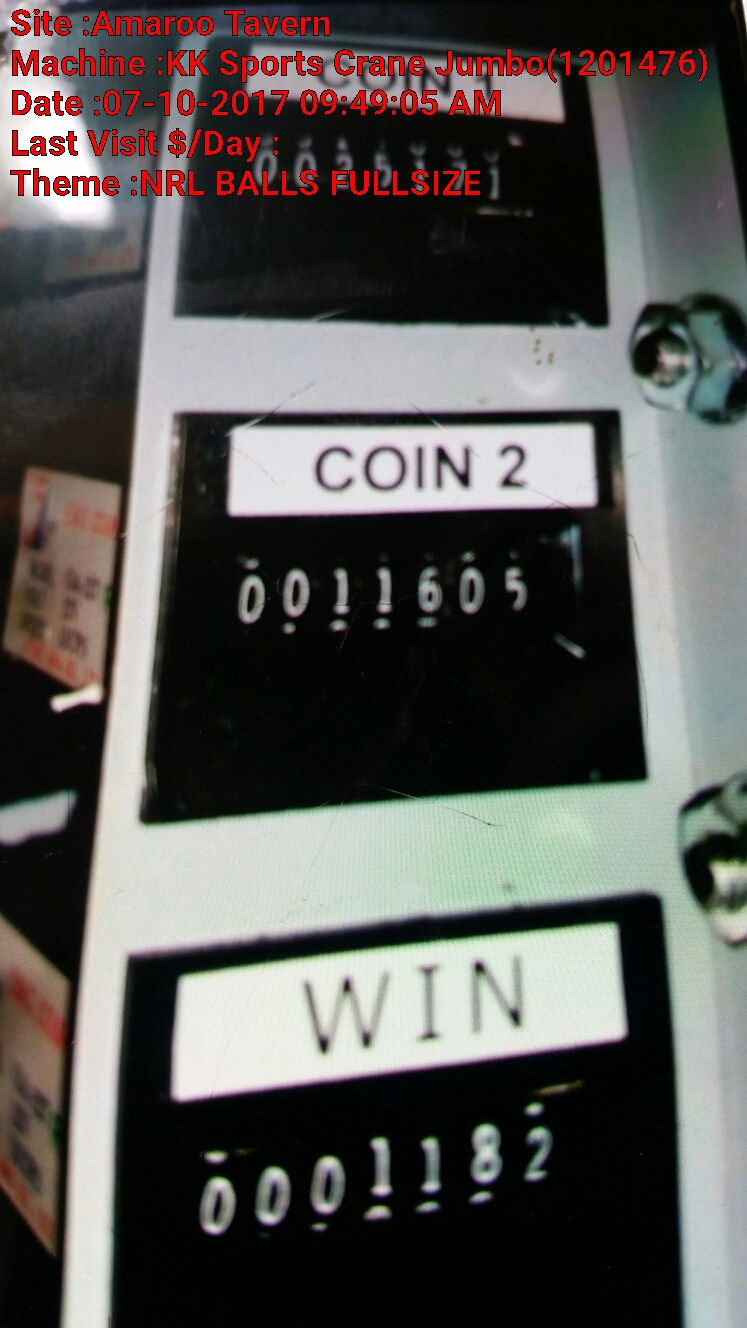 Site :Amaroo Tavern
Machine :KK Sports Crane Jumbo(1201476)
Date :07-10-2017 09:49:05 AM
Last Visit $/Day :
Theme :NRL BALLS FULLSIZE
COIN 2
0011605
WIN
0001182